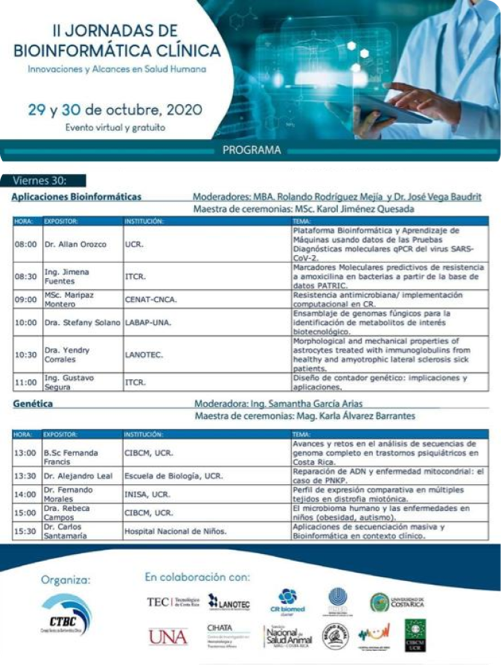 II JORNADAS DE
BIOINFORMÁTICA CLÍNICA
Innovaciones y Alcances en Salud Humana
29 y 30 de octubre, 2020
Evento virtual y gratuito
PROGRAMA
Viernes 30:
Aplicaciones Bioinformáticas Moderadores: MBA. Rolando Rodríguez Mejía y Dr. José Vega Baudrit
Maestra de ceremonias: MSc. Karol Jiménez Quesada
HORA: EXPOSITOR: INSTITUCIÓN: TEMA:
08:00 Dr. Allan Orozco UCR. Plataforma Bioinformática y Aprendizaje de
Máquinas usando datos de las Pruebas
Diagnósticas moleculares qPCR del virus SARS-
CoV-2.
08:30 Ing. Jimena Fuentes ITCR. Marcadores Moleculares predictivos de resistencia
a amoxicilina en bacterias a partir de la base de
datos PATRIC.
09:00 MSc. Maripaz Montero CENAT-CNCA. Resistencia antimicrobiana/ implementación
computacional en CR.
10:00 Dra. Stefany Solano LABAP-UNA. Ensamblaje de genomas fúngicos para la
identificación de metabolitos de interés
biotecnológico.
10:30 Dra. Yendry Corrales LANOTEC. Morphological and mechanical properties of
astrocytes treated with immunoglobulins from
healthy and amyotrophic lateral sclerosis sick
patients.
11:00 Ing. Gustavo Segura ITCR. Diseño de contador genético: implicaciones y
aplicaciones.
Genética Moderadora: Ing. Samantha García Arias
Maestra de ceremonias: Mag. Karla Álvarez Barrantes
HORA: EXPOSITOR: INSTITUCIÓN: TEMA:
13:00 B.Sc Fernanda Francis CIBCM, UCR. Avances y retos en el análisis de secuencias de
genoma completo en trastornos psiquiátricos en
Costa Rica.
13:30 Dr. Alejandro Leal Escuela de Biología, UCR. Reparación de ADN y enfermedad mitocondrial: el
caso de PNKP.
14:00 Dr. Fernando Morales INISA, UCR. Perfil de expresión comparativa en múltiples
tejidos en distrofia miotónica.
15:00 Dra. Rebeca Campos CIBCM, UCR. El microbioma humano y las enfermedades en
niños (obesidad, autismo).
15:30 Dr. Carlos Santamaría Hospital Nacional de Niños. Aplicaciones de secuenciación masiva y
Bioinformática en contexto clínico.
Organiza: En colaboración con:
CTBC
TEC Tecnológico de Costa Rica
LANOTEC
CR biomed
UNIVERSIDAD DE
COSTA RICA
UNA
CIHATA
Nacional de
Salud Animal
CIBCM
UCR